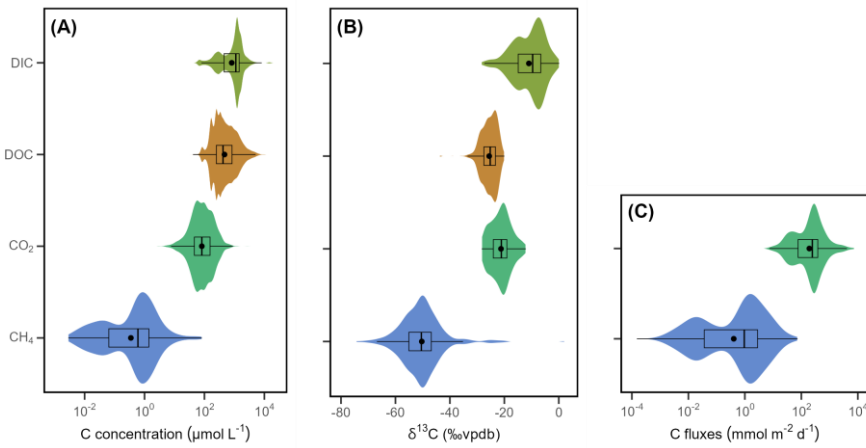 (A)
DIC
DOC
CO₂
CH₄
10⁻² 10⁰ 10² 10⁴
C concentration (µmol L⁻¹)
(B)
-80 -60 -40 -20 0
δ¹³C (‰vpdb)
(C)
10⁻⁴ 10⁻² 10⁰ 10² 10⁴
C fluxes (mmol m⁻² d⁻¹)